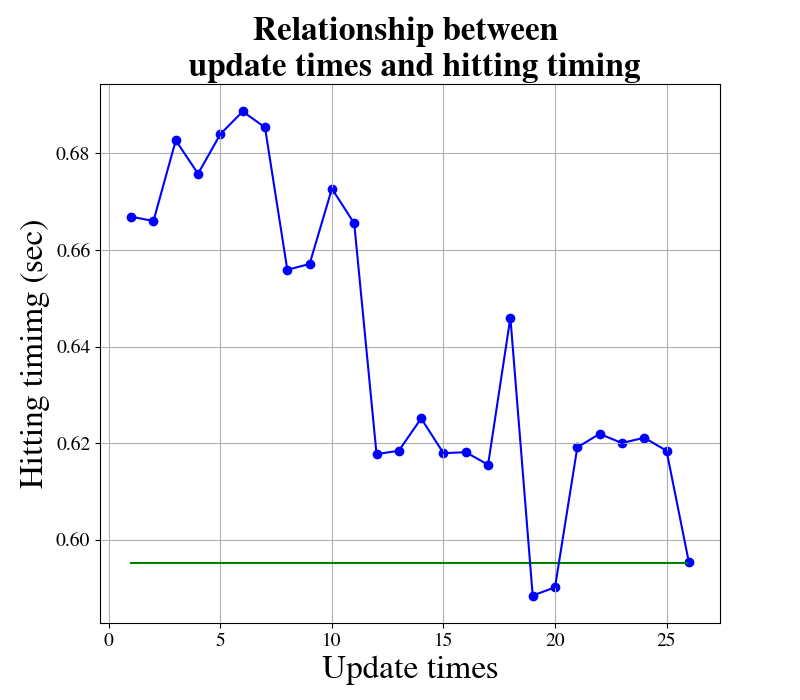 Relationship between
update times and hitting timing
Hitting timimg (sec)
0.68
0.66
0.64
0.62
0.60
0
5
10
15
20
25
Update times